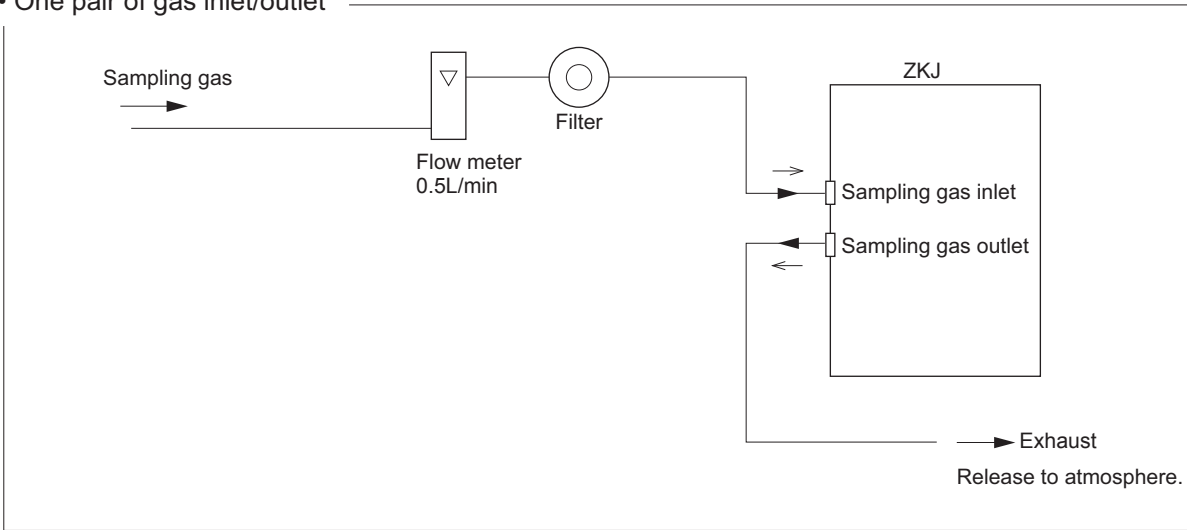 • One pair of gas inlet/outlet
Sampling gas
ZKJ
Filter
Flow meter
0.5L/min
Sampling gas inlet
Sampling gas outlet
Exhaust
Release to atmosphere.